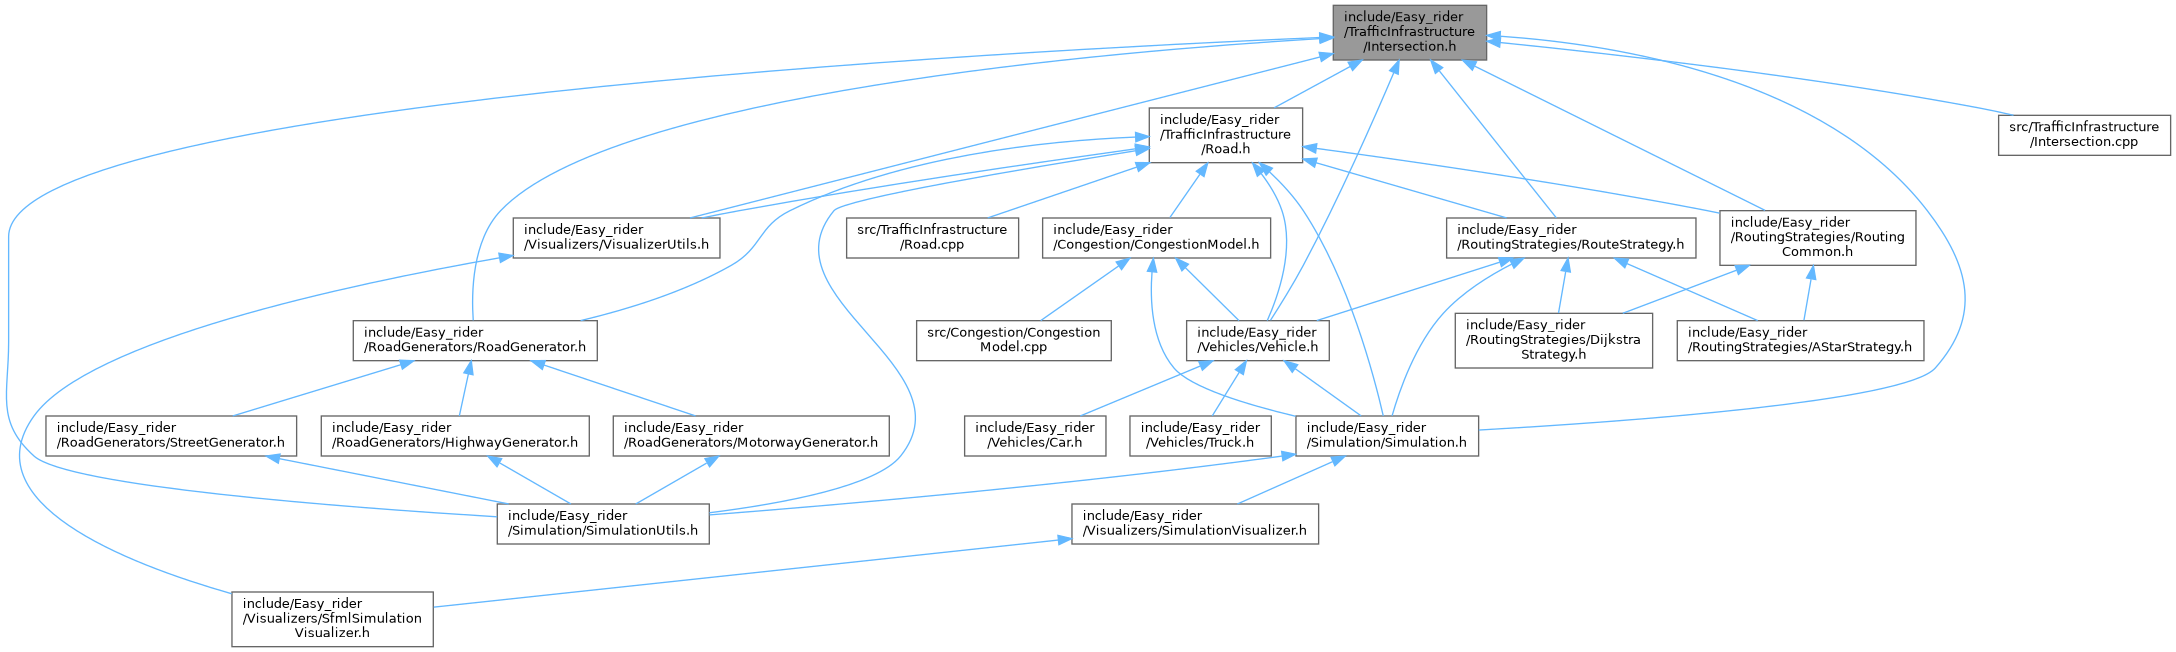 include/Easy_rider
/TrafficInfrastructure
/Intersection.h
include/Easy_rider
/TrafficInfrastructure
/Road.h
src/TrafficInfrastructure
/Intersection.cpp
include/Easy_rider
/Visualizers/VisualizerUtils.h
src/TrafficInfrastructure
/Road.cpp
include/Easy_rider
/Congestion/CongestionModel.h
include/Easy_rider
/RoutingStrategies/RouteStrategy.h
include/Easy_rider
/RoutingStrategies/Routing
Common.h
include/Easy_rider
/RoadGenerators/RoadGenerator.h
src/Congestion/Congestion
Model.cpp
include/Easy_rider
/Vehicles/Vehicle.h
include/Easy_rider
/RoutingStrategies/Dijkstra
Strategy.h
include/Easy_rider
/RoutingStrategies/AStarStrategy.h
include/Easy_rider
/RoadGenerators/StreetGenerator.h
include/Easy_rider
/RoadGenerators/HighwayGenerator.h
include/Easy_rider
/RoadGenerators/MotorwayGenerator.h
include/Easy_rider
/Vehicles/Car.h
include/Easy_rider
/Vehicles/Truck.h
include/Easy_rider
/Simulation/Simulation.h
include/Easy_rider
/Simulation/SimulationUtils.h
include/Easy_rider
/Visualizers/SimulationVisualizer.h
include/Easy_rider
/Visualizers/SfmlSimulation
Visualizer.h